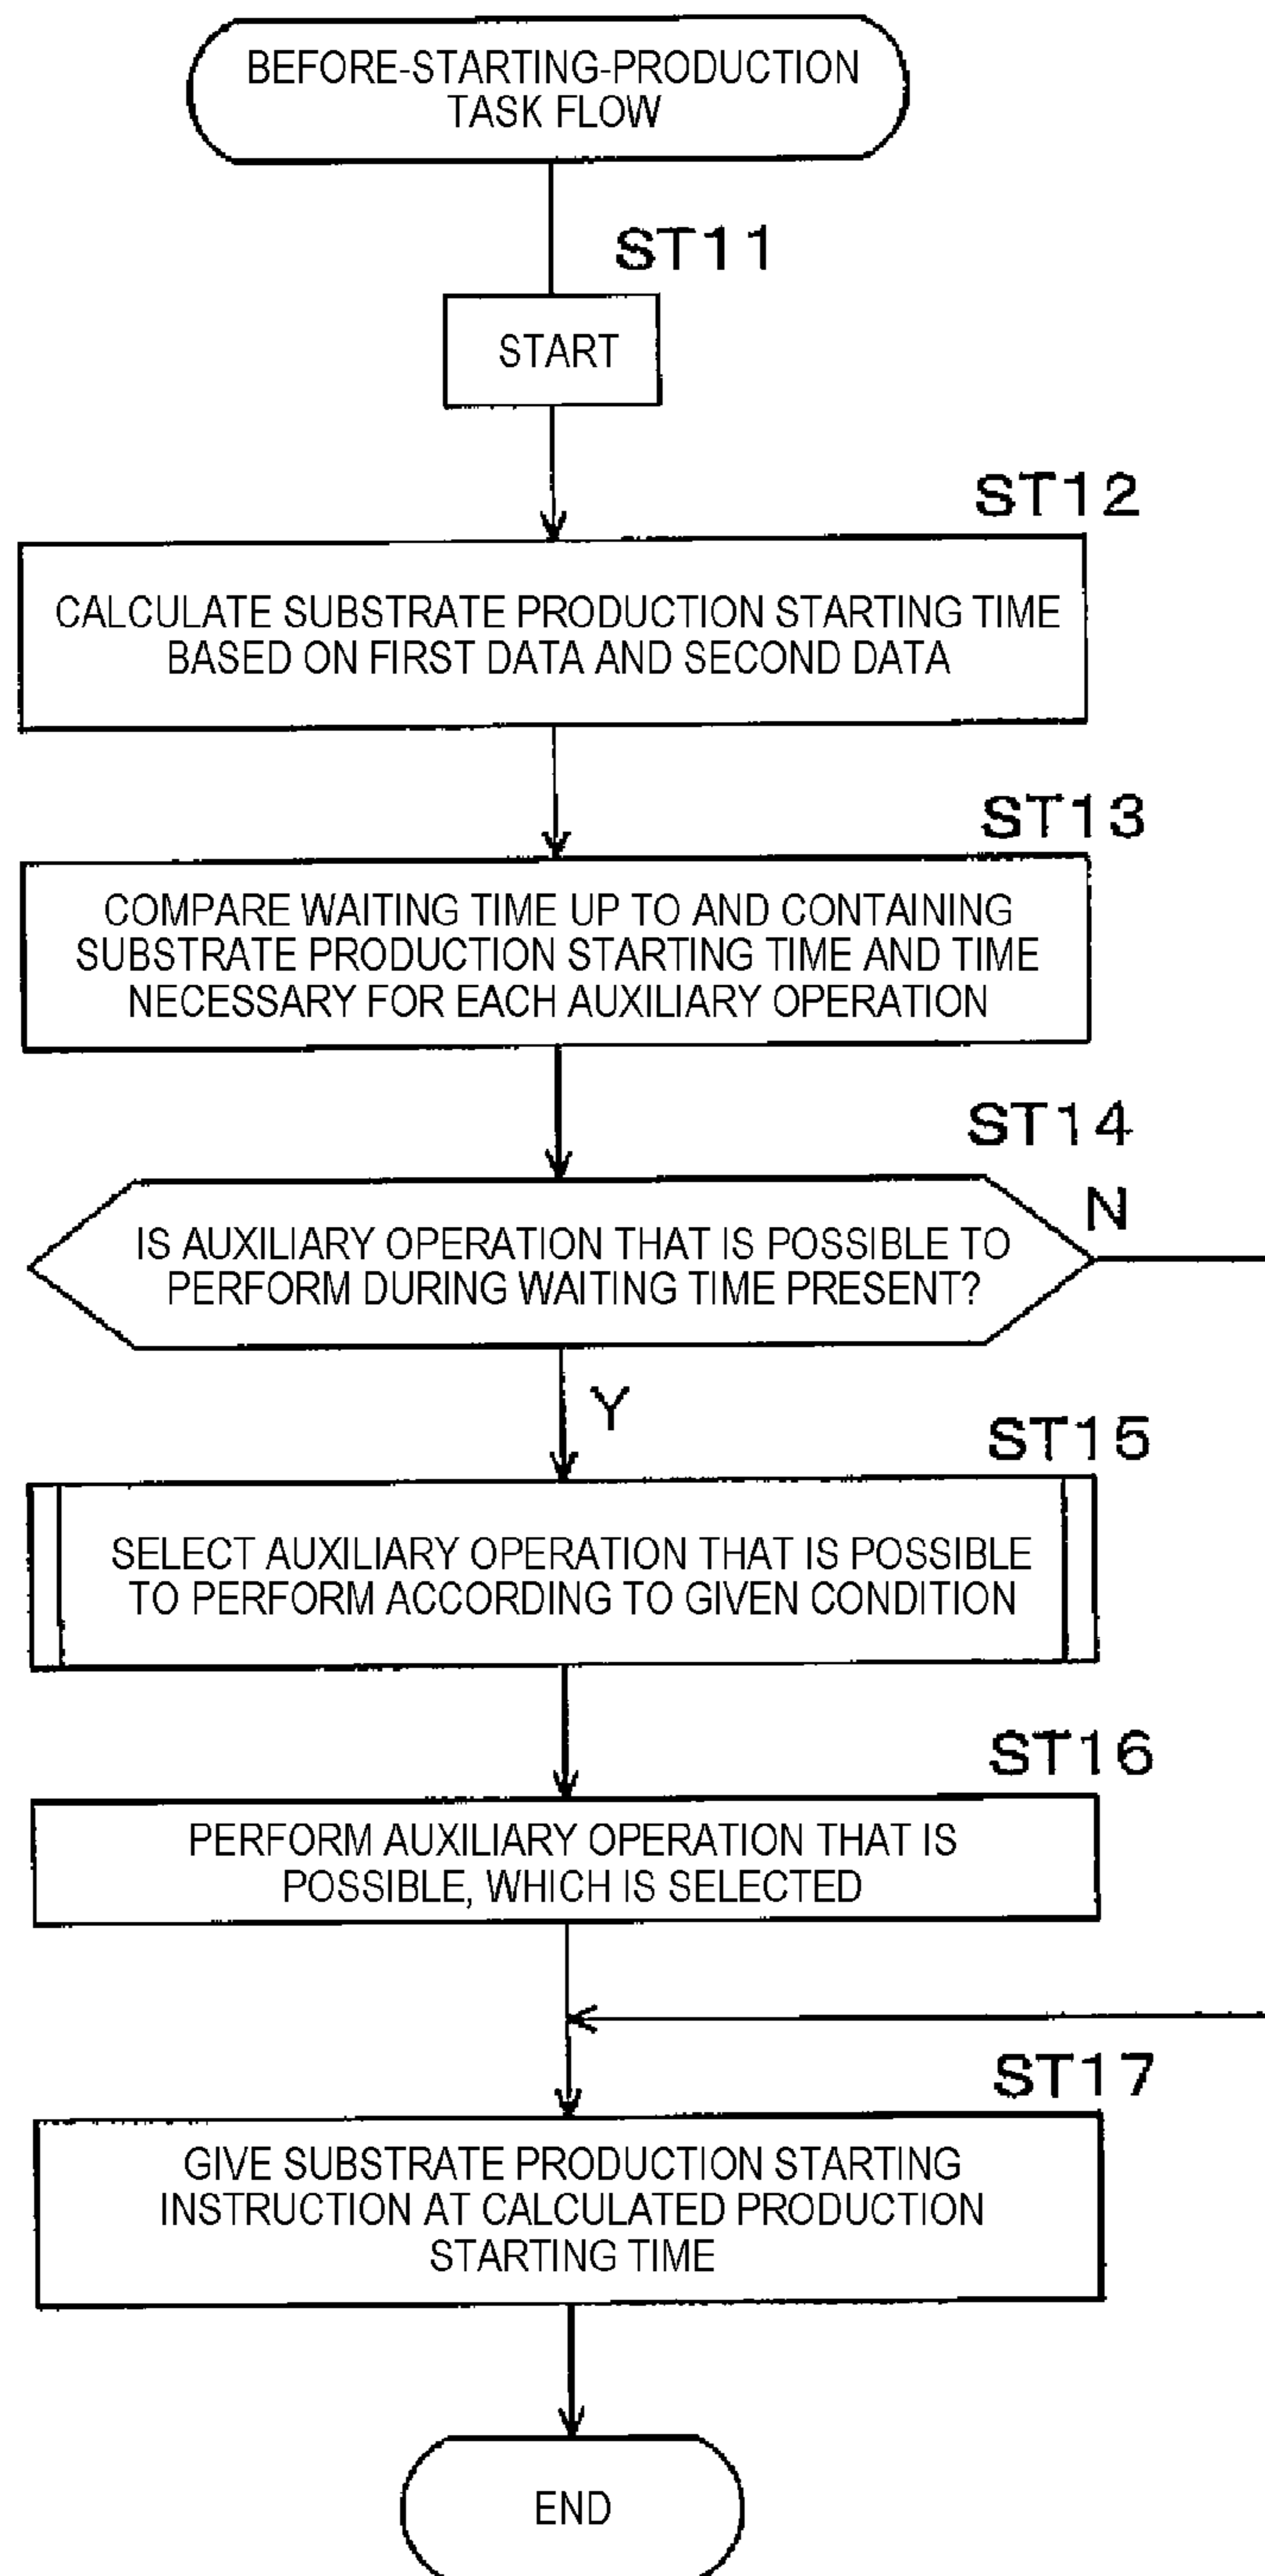 BEFORE-STARTING-PRODUCTION
TASK FLOW
ST11
START
ST12
CALCULATE SUBSTRATE PRODUCTION STARTING TIME
BASED ON FIRST DATA AND SECOND DATA
ST13
COMPARE WAITING TIME UP TO AND CONTAINING
SUBSTRATE PRODUCTION STARTING TIME AND TIME
NECESSARY FOR EACH AUXILIARY OPERATION
ST14
N
IS AUXILIARY OPERATION THAT IS POSSIBLE TO
PERFORM DURING WAITING TIME PRESENT?
Y
ST15
SELECT AUXILIARY OPERATION THAT IS POSSIBLE
TO PERFORM ACCORDING TO GIVEN CONDITION
ST16
PERFORM AUXILIARY OPERATION THAT IS
POSSIBLE, WHICH IS SELECTED
ST17
GIVE SUBSTRATE PRODUCTION STARTING
INSTRUCTION AT CALCULATED PRODUCTION
STARTING TIME
END